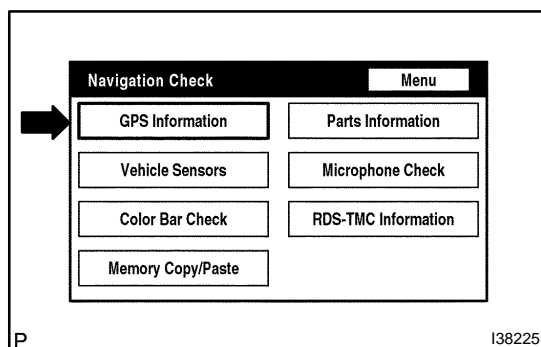 Navigation Check Menu
GPS Information Parts Information
Vehicle Sensors Microphone Check
Color Bar Check RDS-TMC Information
Memory Copy/Paste
P I38225